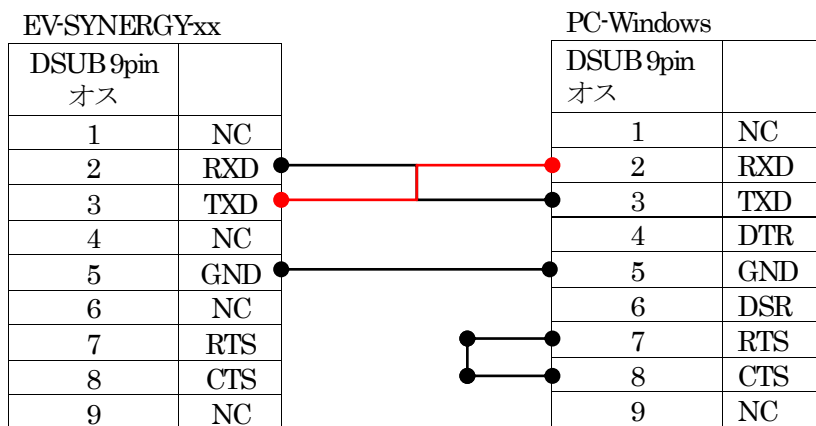 EV-SYNERGY-xx
DSUB 9pin
オス
1 NC
2 RXD
3 TXD
4 NC
5 GND
6 NC
7 RTS
8 CTS
9 NC
PC-Windows
DSUB 9pin
オス
1 NC
2 RXD
3 TXD
4 DTR
5 GND
6 DSR
7 RTS
8 CTS
9 NC